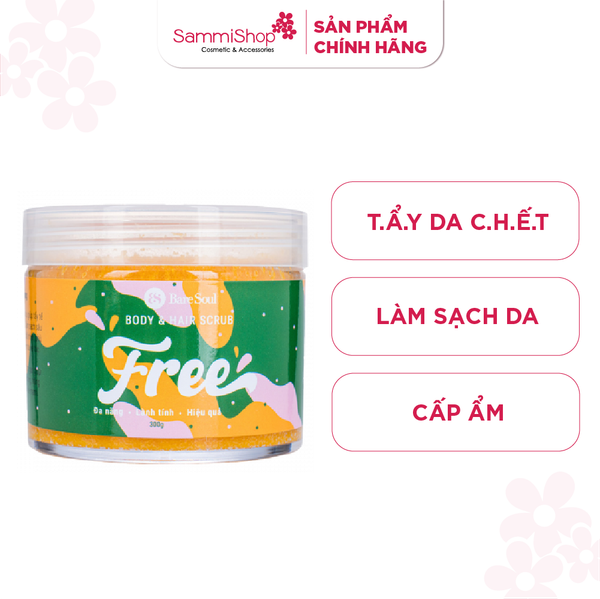 SammiShop
Cosmetic & Accessories
SẢN PHẨM
CHÍNH HÃNG
BareSoul
BODY & HAIR SCRUB
Free
Đa năng • Lành tính • Hiệu quả
300g
T.Ẩ.Y DA C.H.Ế.T
LÀM SẠCH DA
CẤP ẨM